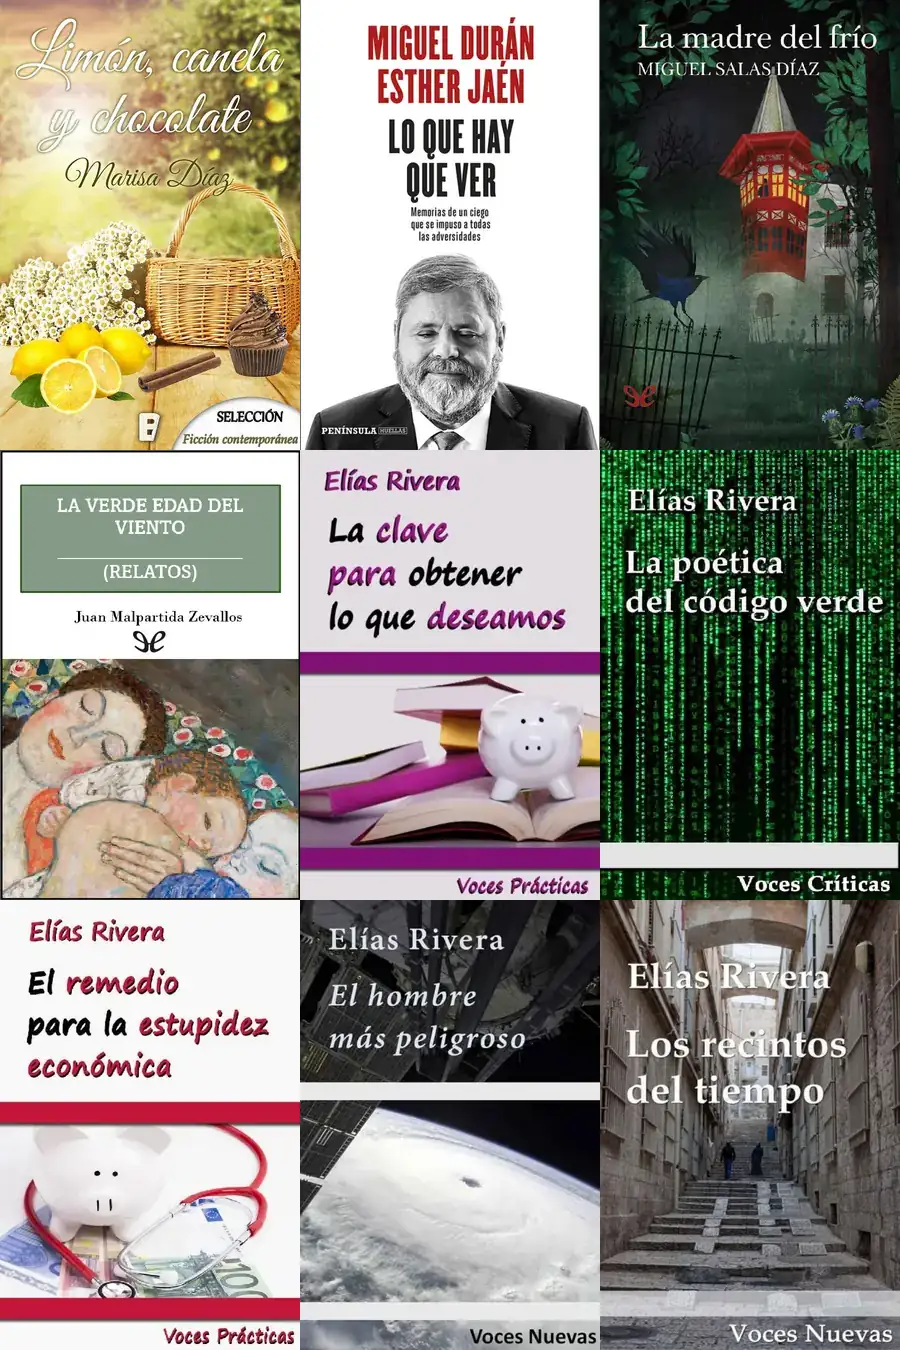 Limón, canela
y chocolate
Marisa Díaz
SELECCIÓN
Ficción contemporánea
MIGUEL DURÁN
ESTHER JAÉN
LO QUE HAY
QUE VER
Memorias de un ciego
que se impuso a todas
las adversidades
PENÍNSULA HUELLAS
La madre del frío
MIGUEL SALAS DÍAZ
LA VERDE EDAD DEL
VIENTO
(RELATOS)
Juan Malpartida Zevallos
Elías Rivera
La clave
para obtener
lo que deseamos
Voces Prácticas
Elías Rivera
La poética
del código verde
Voces Críticas
Elías Rivera
El remedio
para la estupidez
económica
100
Voces Prácticas
Elías Rivera
El hombre
más peligroso
Voces Nuevas
Elías Rivera
Los recintos
del tiempo
Voces Nuevas